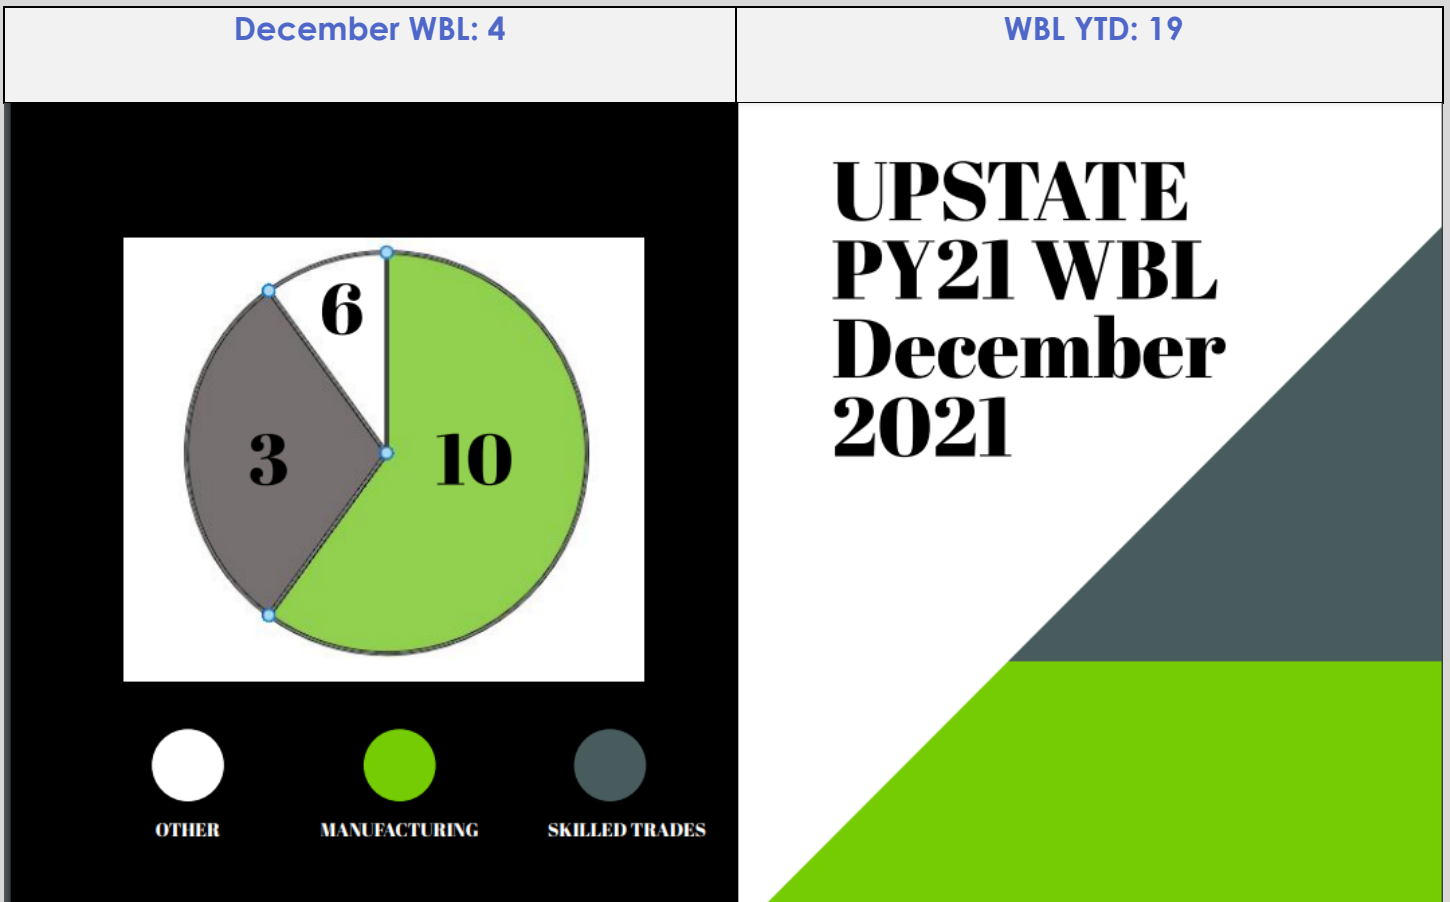 December WBL: 4
WBL YTD: 19
6
3
10
OTHER
MANUFACTURING
SKILLED TRADES
UPSTATE
PY21 WBL
December
2021